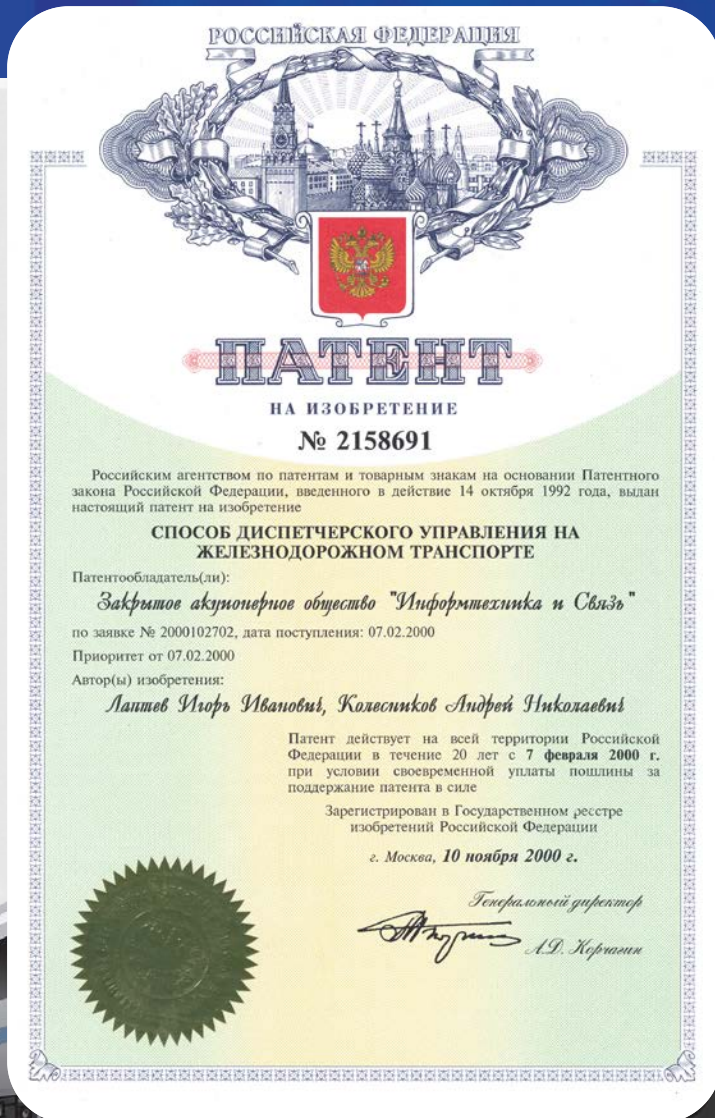 РОССИЙСКАЯ ФЕДЕРАЦИЯ
ПАТЕНТ
НА ИЗОБРЕТЕНИЕ
№ 2158691
Российским агентством по патентам и товарным знакам на основании Патентного
закона Российской Федерации, введенного в действие 14 октября 1992 года, выдан
настоящий патент на изобретение
СПОСОБ ДИСПЕТЧЕРСКОГО УПРАВЛЕНИЯ НА
ЖЕЛЕЗНОДОРОЖНОМ ТРАНСПОРТЕ
Патентообладатель(ли):
Закрытое акционерное общество "Информтехника и Связь"
по заявке № 2000102702, дата поступления: 07.02.2000
Приоритет от 07.02.2000
Автор(ы) изобретения:
Лаптев Игорь Иванович, Колесников Андрей Николаевич
Патент действует на всей территории Российской
Федерации в течение 20 лет с 7 февраля 2000 г.
при условии своевременной уплаты пошлины за
поддержание патента в силе
Зарегистрирован в Государственном реестре
изобретений Российской Федерации
г. Москва, 10 ноября 2000 г.
Генеральный директор
А.Д. Корчагин